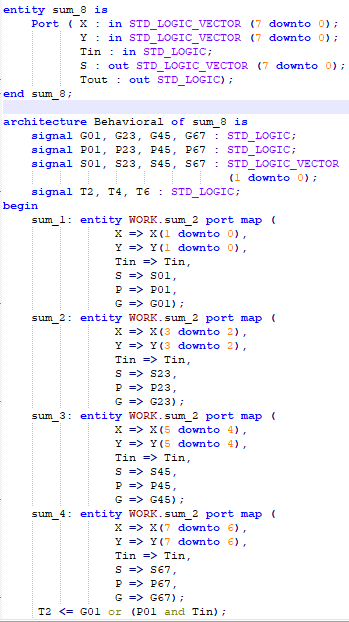 entity sum_8 is
Port ( X : in STD_LOGIC_VECTOR (7 downto 0);
Y : in STD_LOGIC_VECTOR (7 downto 0);
Tin : in STD_LOGIC;
S : out STD_LOGIC_VECTOR (7 downto 0);
Tout : out STD_LOGIC);
end sum_8;
architecture Behavioral of sum_8 is
signal G01, G23, G45, G67 : STD_LOGIC;
signal P01, P23, P45, P67 : STD_LOGIC;
signal S01, S23, S45, S67 : STD_LOGIC_VECTOR
(1 downto 0);
signal T2, T4, T6 : STD_LOGIC;
begin
sum_1: entity WORK.sum_2 port map (
X => X(1 downto 0),
Y => Y(1 downto 0),
Tin => Tin,
S => S01,
P => P01,
G => G01);
sum_2: entity WORK.sum_2 port map (
X => X(3 downto 2),
Y => Y(3 downto 2),
Tin => Tin,
S => S23,
P => P23,
G => G23);
sum_3: entity WORK.sum_2 port map (
X => X(5 downto 4),
Y => Y(5 downto 4),
Tin => Tin,
S => S45,
P => P45,
G => G45);
sum_4: entity WORK.sum_2 port map (
X => X(7 downto 6),
Y => Y(7 downto 6),
Tin => Tin,
S => S67,
P => P67,
G => G67);
T2 <= G01 or (P01 and Tin);